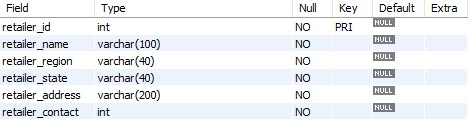 Field Type Null Key Default Extra
retailer_id int NO PRI NULL
retailer_name varchar(100) NO NULL
retailer_region varchar(40) NO NULL
retailer_state varchar(40) NO NULL
retailer_address varchar(200) NO NULL
retailer_contact int NO NULL